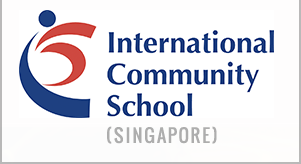 International
Community
School
(SINGAPORE)